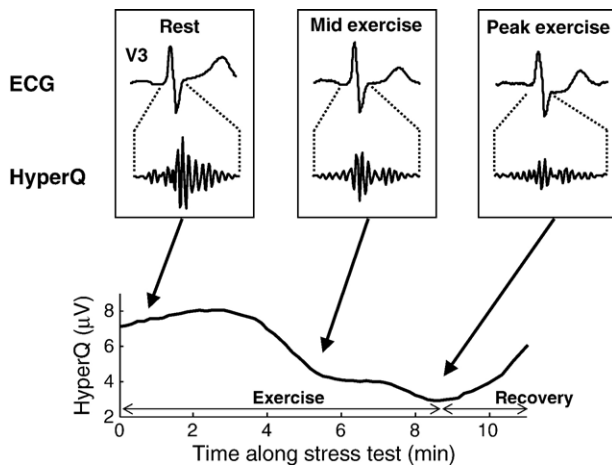 Rest
Mid exercise
Peak exercise
V3
ECG
HyperQ
HyperQ (μV)
8
6
4
2
Exercise
Recovery
0
2
4
6
8
10
Time along stress test (min)